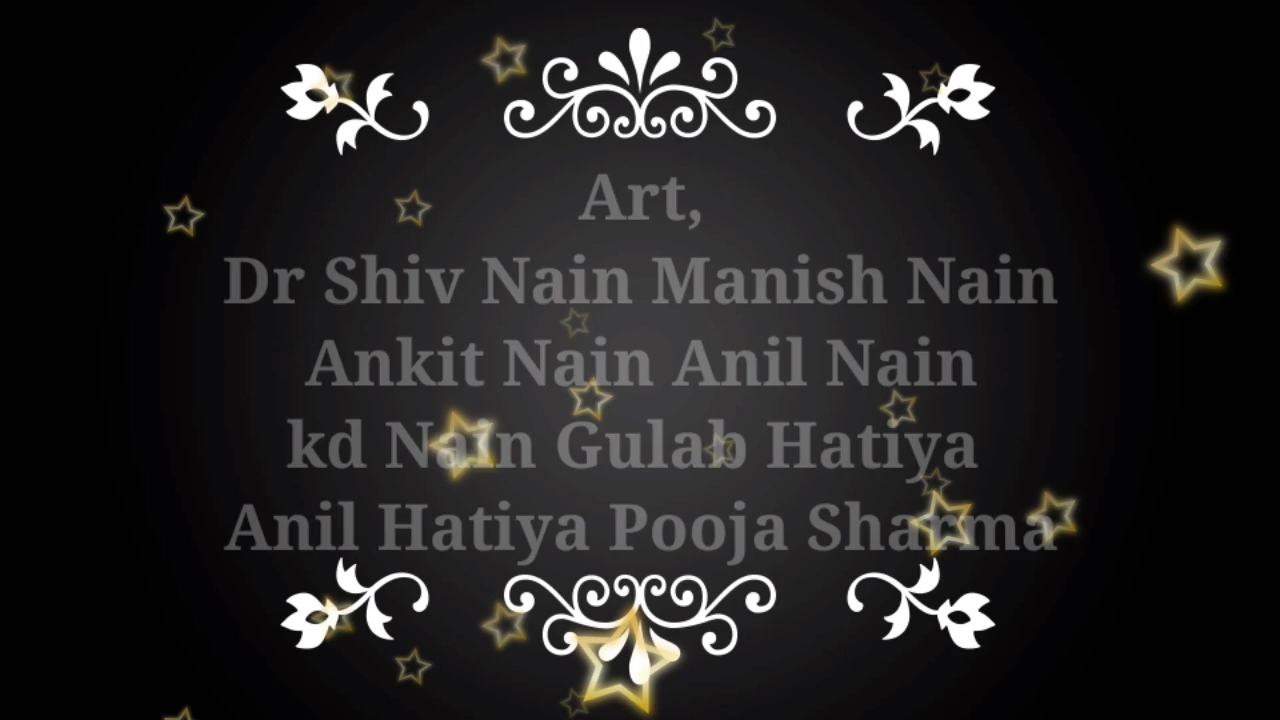 Art,
Dr Shiv Nain Manish Nain
Ankit Nain Anil Nain
kd Nain Gulab Hatiya
Anil Hatiya Pooja Sharma